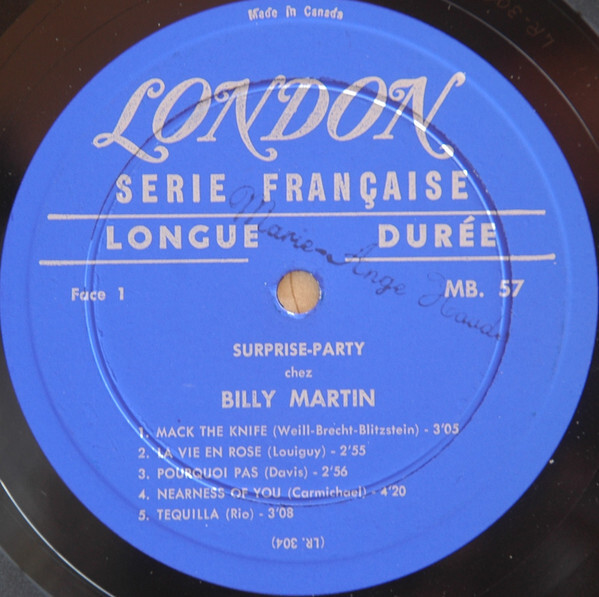 Made in Canada
LONDON
SERIE FRANÇAISE
LONGUE DURÉE
Marie-Ange
Face 1
MB. 57
SURPRISE-PARTY
chez
BILLY MARTIN
1. MACK THE KNIFE (Weill-Brecht-Blitzstein) - 3'05
2. LA VIE EN ROSE (Louiguy) - 2'55
3. POURQUOI PAS (Davis) - 2'56
4. NEARNESS OF YOU (Carmichael) - 4'20
5. TEQUILLA (Rio) - 3'08
(LR. 304)